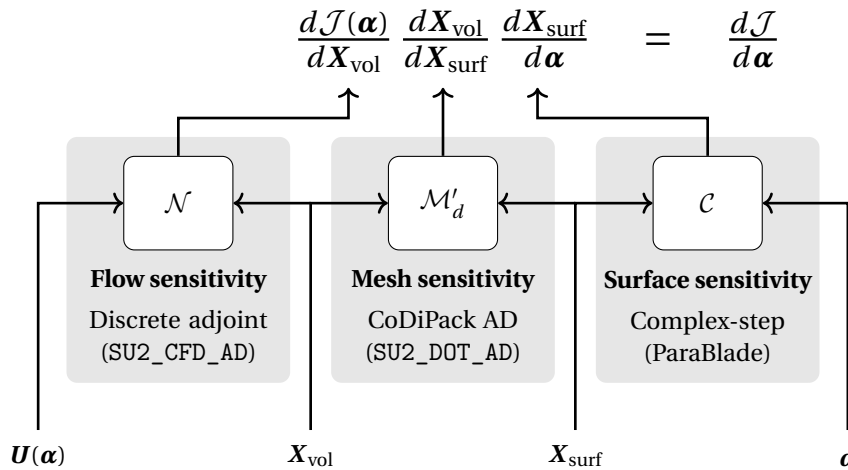 d𝒥(α)/dX_vol dX_vol/dX_surf dX_surf/dα = d𝒥/dα
𝒩 ℳ′_d 𝒞
Flow sensitivity Mesh sensitivity Surface sensitivity
Discrete adjoint CoDiPack AD Complex-step
(SU2_CFD_AD) (SU2_DOT_AD) (ParaBlade)
U(α) X_vol X_surf